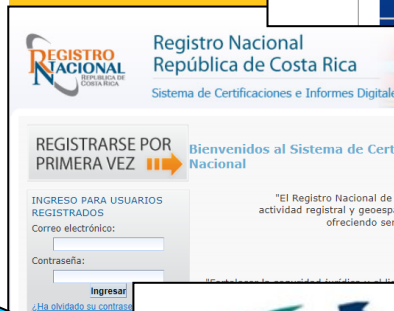 REGISTRO
NACIONAL
REPUBLICA DE
COSTA RICA
Registro Nacional
República de Costa Rica
Sistema de Certificaciones e Informes Digitale
REGISTRARSE POR
PRIMERA VEZ
Bienvenidos al Sistema de Cert
Nacional
INGRESO PARA USUARIOS
REGISTRADOS
Correo electrónico:
Contraseña:
Ingresar
¿Ha olvidado su contrase
"El Registro Nacional de
actividad registral y geoesp
ofreciendo ser